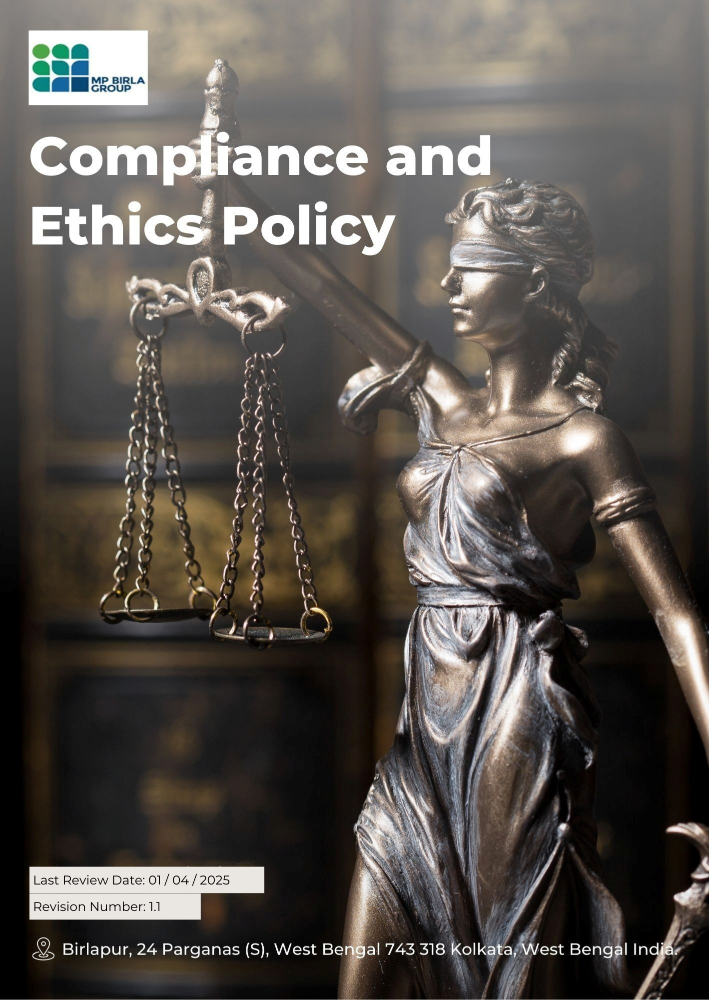 MP BIRLA
GROUP
Compliance and
Ethics Policy
Last Review Date: 01 / 04 / 2025
Revision Number: 1.1
Birlapur, 24 Parganas (S), West Bengal 743 318 Kolkata, West Bengal India.